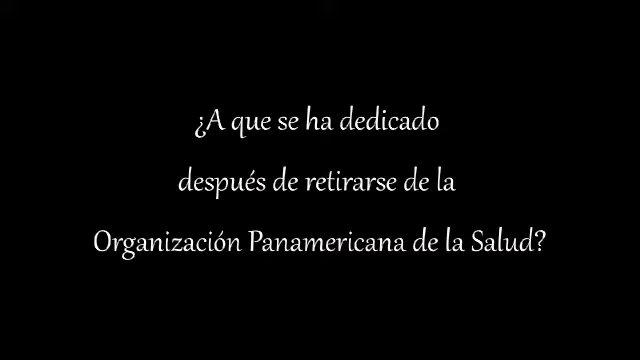 ¿A que se ha dedicado
después de retirarse de la
Organización Panamericana de la Salud?